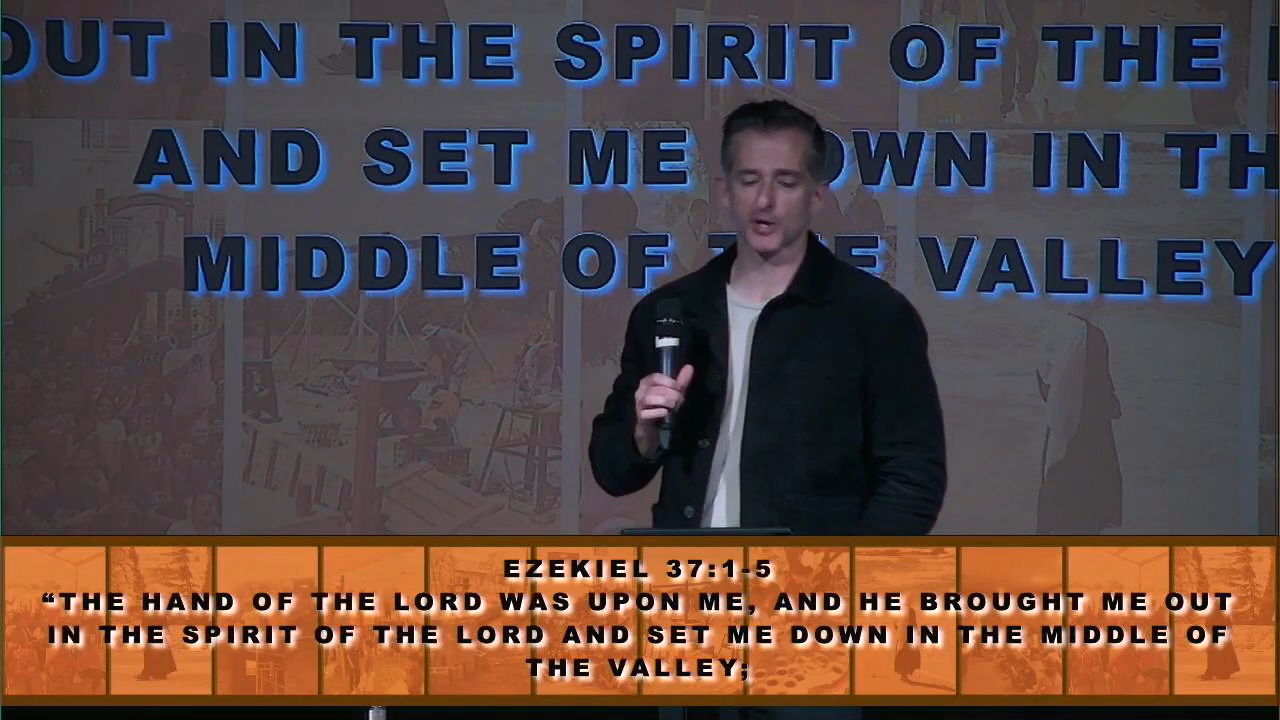 OUT IN THE SPIRIT OF THE
AND SET ME DOWN IN TH
MIDDLE OF THE VALLEY
EZEKIEL 37:1-5
“THE HAND OF THE LORD WAS UPON ME, AND HE BROUGHT ME OUT
IN THE SPIRIT OF THE LORD AND SET ME DOWN IN THE MIDDLE OF
THE VALLEY;